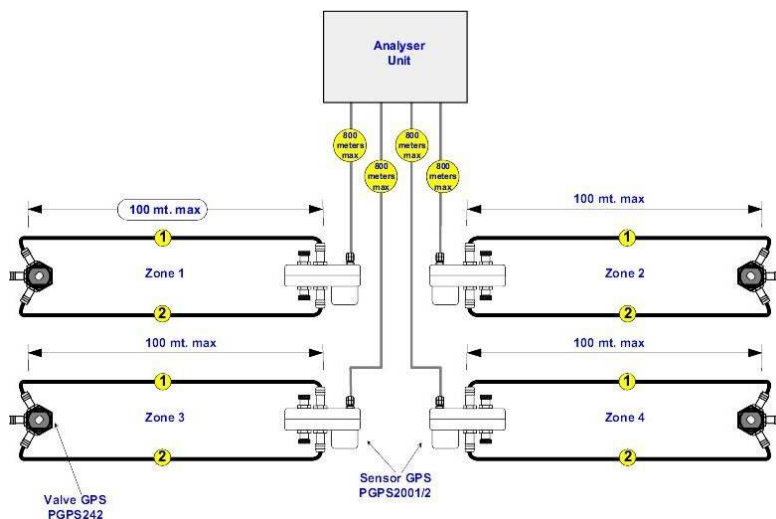 Analyser
Unit
800
meters
max
800
meters
max
800
meters
max
800
meters
max
100 mt. max
100 mt. max
1
1
Zone 1
Zone 2
2
2
100 mt. max
100 mt. max
1
1
Zone 3
Zone 4
2
2
Valve GPS
PGPS242
Sensor GPS
PGPS2001/2